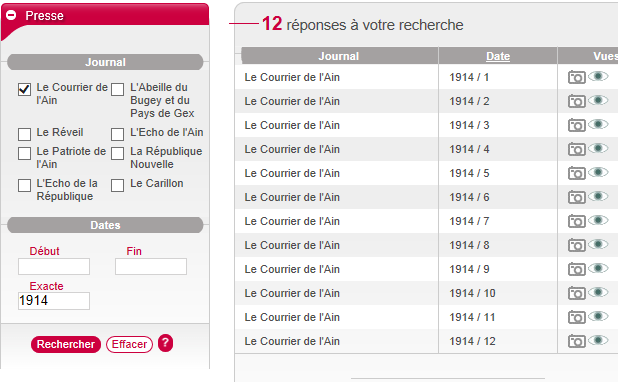 Presse
Journal
Le Courrier de l'Ain
L'Abeille du Bugey et du Pays de Gex
Le Réveil
L'Echo de l'Ain
Le Patriote de l'Ain
La République Nouvelle
L'Echo de la République
Le Carillon
Dates
Début
Fin
Exacte
1914
Rechercher
Effacer
?
12 réponses à votre recherche
Journal Date Vues
Le Courrier de l'Ain 1914 / 1
Le Courrier de l'Ain 1914 / 2
Le Courrier de l'Ain 1914 / 3
Le Courrier de l'Ain 1914 / 4
Le Courrier de l'Ain 1914 / 5
Le Courrier de l'Ain 1914 / 6
Le Courrier de l'Ain 1914 / 7
Le Courrier de l'Ain 1914 / 8
Le Courrier de l'Ain 1914 / 9
Le Courrier de l'Ain 1914 / 10
Le Courrier de l'Ain 1914 / 11
Le Courrier de l'Ain 1914 / 12